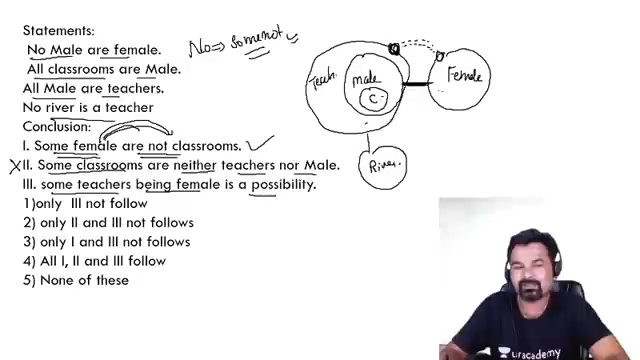 Statements:
No Male are female.
All classrooms are Male.
All Male are teachers.
No river is a teacher
Conclusion:
I. Some female are not classrooms.
II. Some classrooms are neither teachers nor Male.
III. some teachers being female is a possibility.
1)only III not follow
2) only II and III not follows
3) only I and III not follows
4) All I, II and III follow
5) None of these
No ⇒ some not
Teach.
male
C
Female
River
unacademy